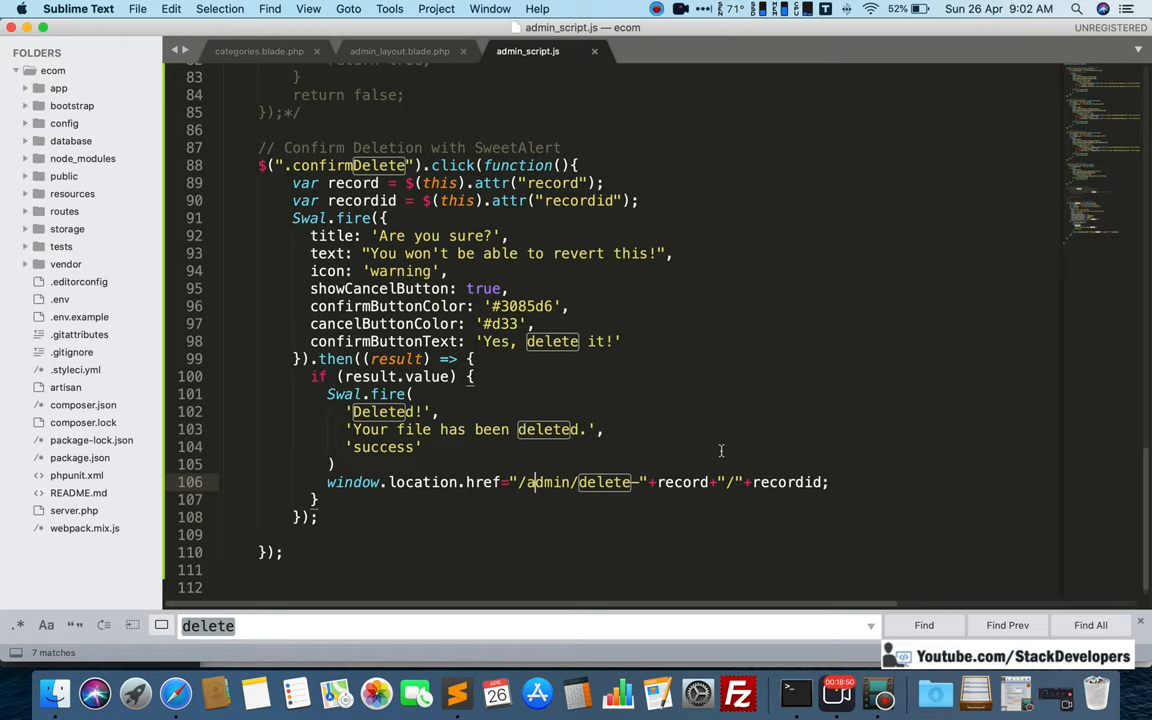 Sublime Text File Edit Selection Find View Goto Tools Project Window Help 71° 52% Sun 26 Apr 9:02 AM
admin_script.js — ecom UNREGISTERED
FOLDERS
categories.blade.php admin_layout.blade.php admin_script.js
ecom
app
bootstrap
config
database
node_modules
public
resources
routes
storage
tests
vendor
.editorconfig
.env
.env.example
.gitattributes
.gitignore
.styleci.yml
artisan
composer.json
composer.lock
package-lock.json
package.json
phpunit.xml
README.md
server.php
webpack.mix.js
82 return true;
83 }
84 return false;
85 });*/
86
87 // Confirm Deletion with SweetAlert
88 $(".confirmDelete").click(function(){
89 var record = $(this).attr("record");
90 var recordid = $(this).attr("recordid");
91 Swal.fire({
92 title: 'Are you sure?',
93 text: "You won't be able to revert this!",
94 icon: 'warning',
95 showCancelButton: true,
96 confirmButtonColor: '#3085d6',
97 cancelButtonColor: '#d33',
98 confirmButtonText: 'Yes, delete it!'
99 }).then((result) => {
100 if (result.value) {
101 Swal.fire(
102 'Deleted!',
103 'Your file has been deleted.',
104 'success'
105 )
106 window.location.href="/admin/delete-"+record+"/"+recordid;
107 }
108 });
109
110 });
111
112
.* Aa “” delete Find Find Prev Find All
7 matches
Youtube.com/StackDevelopers
00:18:50